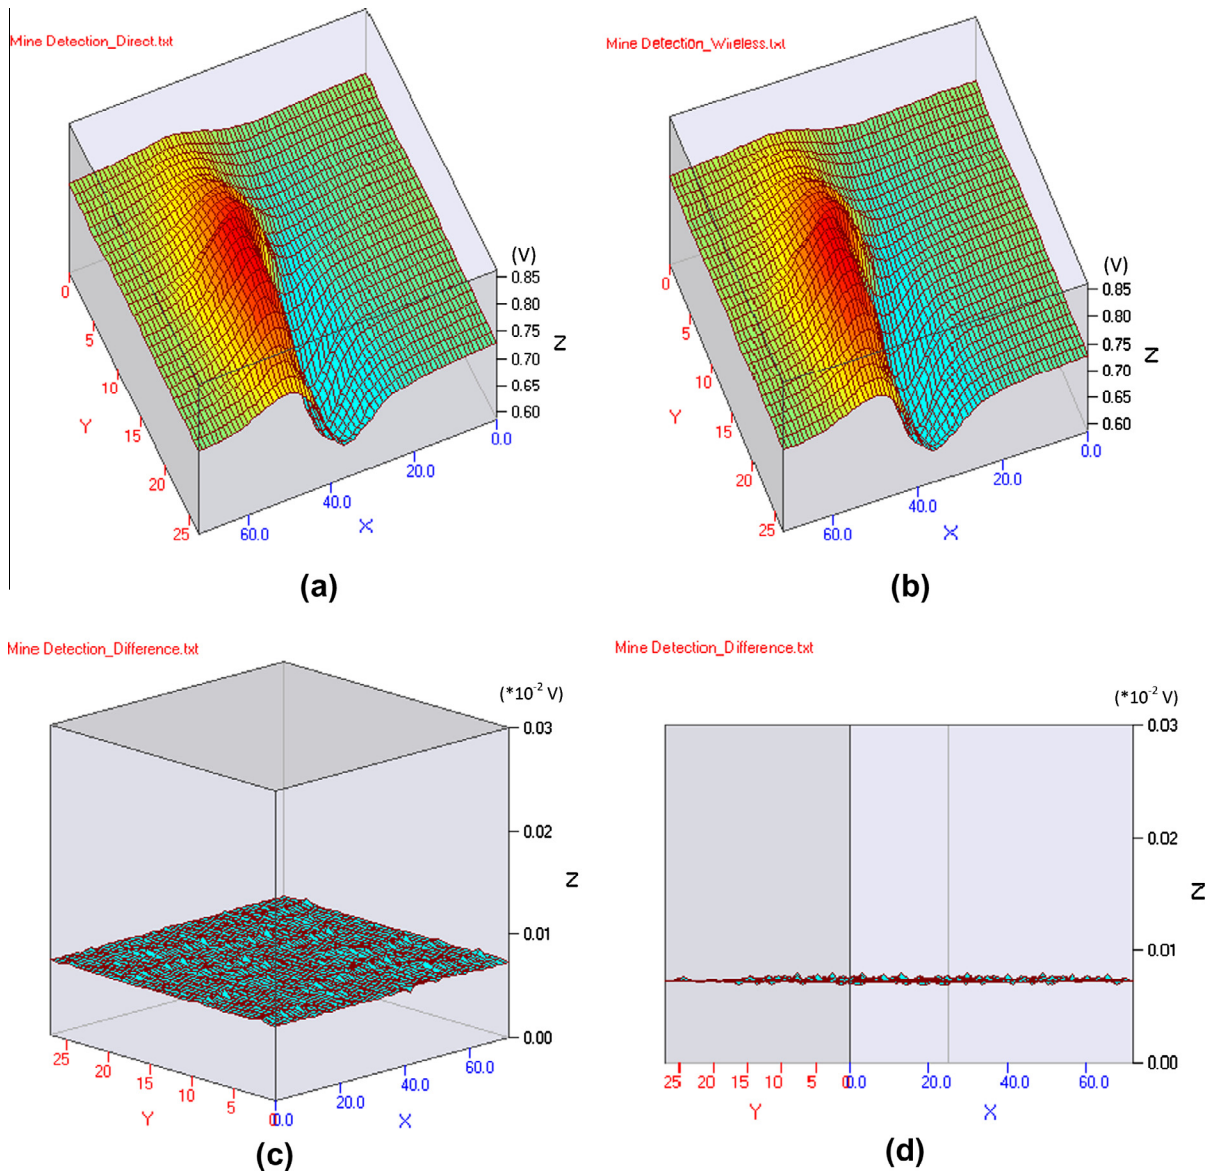 Mine Detection_Direct.txt
(V)
0.85
0.80
0.75
0.70
0.65
0.60
Z
0
5
10
15
20
25
Y
60.0
40.0
20.0
0.0
X
(a)
Mine Detection_Wireless.txt
(V)
0.85
0.80
0.75
0.70
0.65
0.60
Z
0
5
10
15
20
25
Y
60.0
40.0
20.0
0.0
X
(b)
Mine Detection_Difference.txt
(*10⁻² V)
0.03
0.02
0.01
0.00
Z
25
20
15
10
5
0
Y
0.0
20.0
40.0
60.0
X
(c)
Mine Detection_Difference.txt
(*10⁻² V)
0.03
0.02
0.01
0.00
Z
25 20 15 10 5 0
Y
0.0 20.0 40.0 60.0
X
(d)